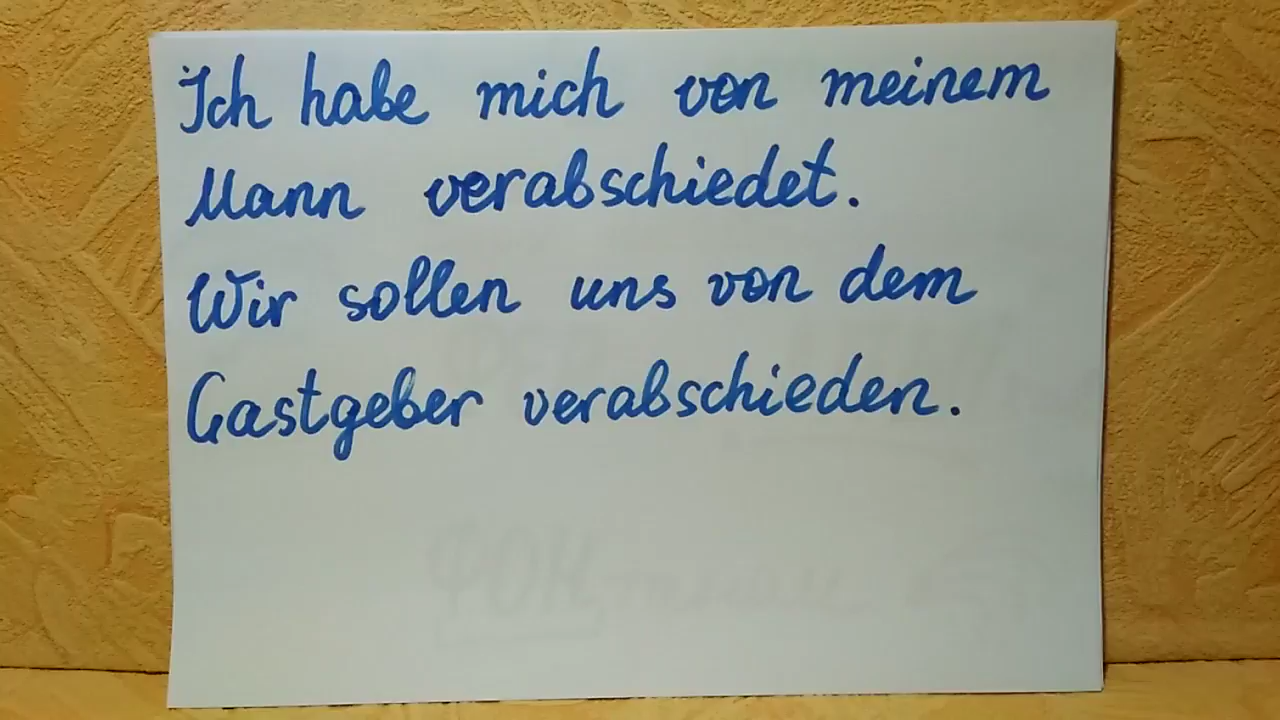 Ich habe mich von meinem
Mann verabschiedet.
Wir sollen uns von dem
Gastgeber verabschieden.